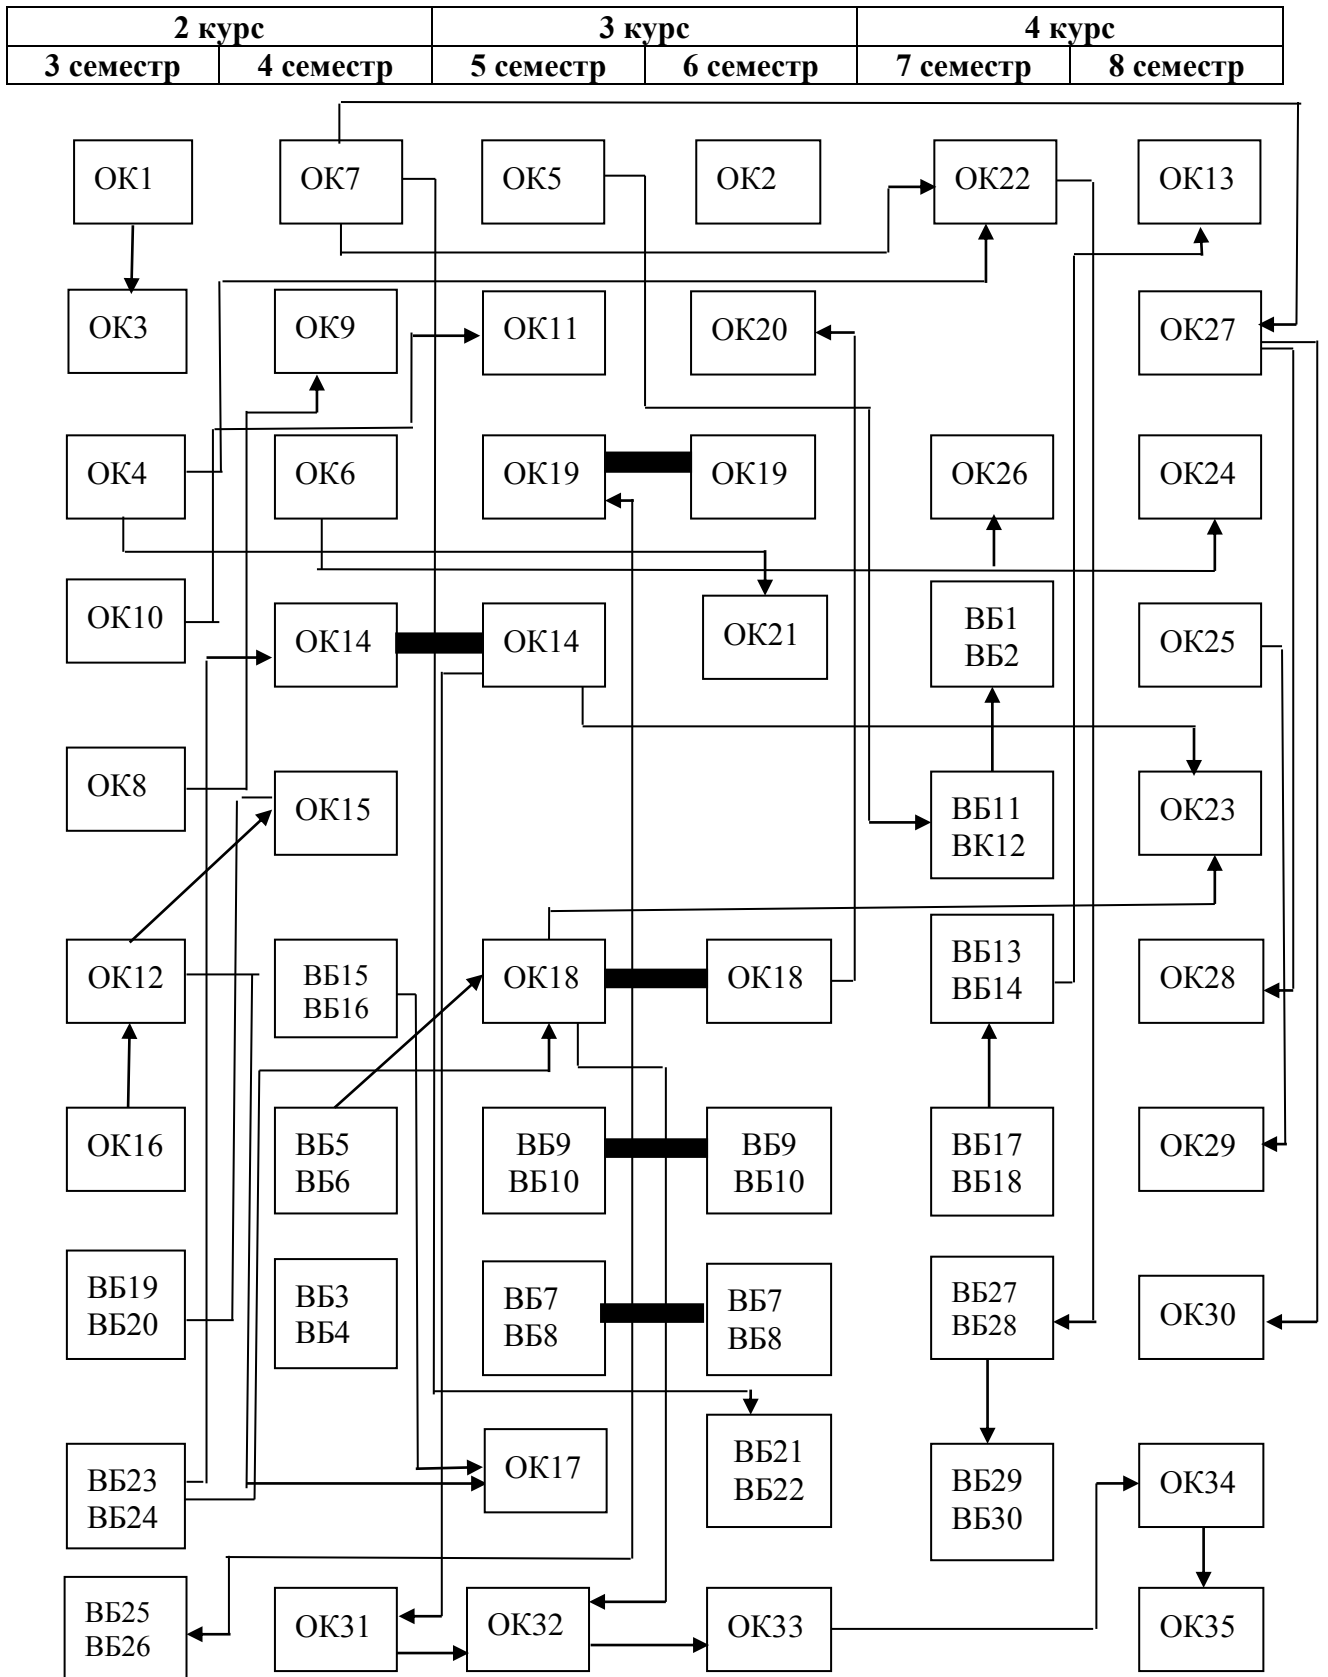 2 курс 3 курс 4 курс
3 семестр 4 семестр 5 семестр 6 семестр 7 семестр 8 семестр
ОК1 ОК7 ОК5 ОК2 ОК22 ОК13
ОК3 ОК9 ОК11 ОК20 ОК27
ОК4 ОК6 ОК19 ОК19 ОК26 ОК24
ОК10 ОК14 ОК14 ОК21 ВБ1 ОК25
ВБ2
ОК8 ОК15 ВБ11 ОК23
ВК12
ОК12 ВБ15 ОК18 ОК18 ВБ13 ОК28
ВБ16 ВБ14
ОК16 ВБ5 ВБ9 ВБ9 ВБ17 ОК29
ВБ6 ВБ10 ВБ10 ВБ18
ВБ19 ВБ3 ВБ7 ВБ7 ВБ27 ОК30
ВБ20 ВБ4 ВБ8 ВБ8 ВБ28
ВБ23 ОК17 ВБ21 ВБ29 ОК34
ВБ24 ВБ22 ВБ30
ВБ25 ОК31 ОК32 ОК33 ОК35
ВБ26